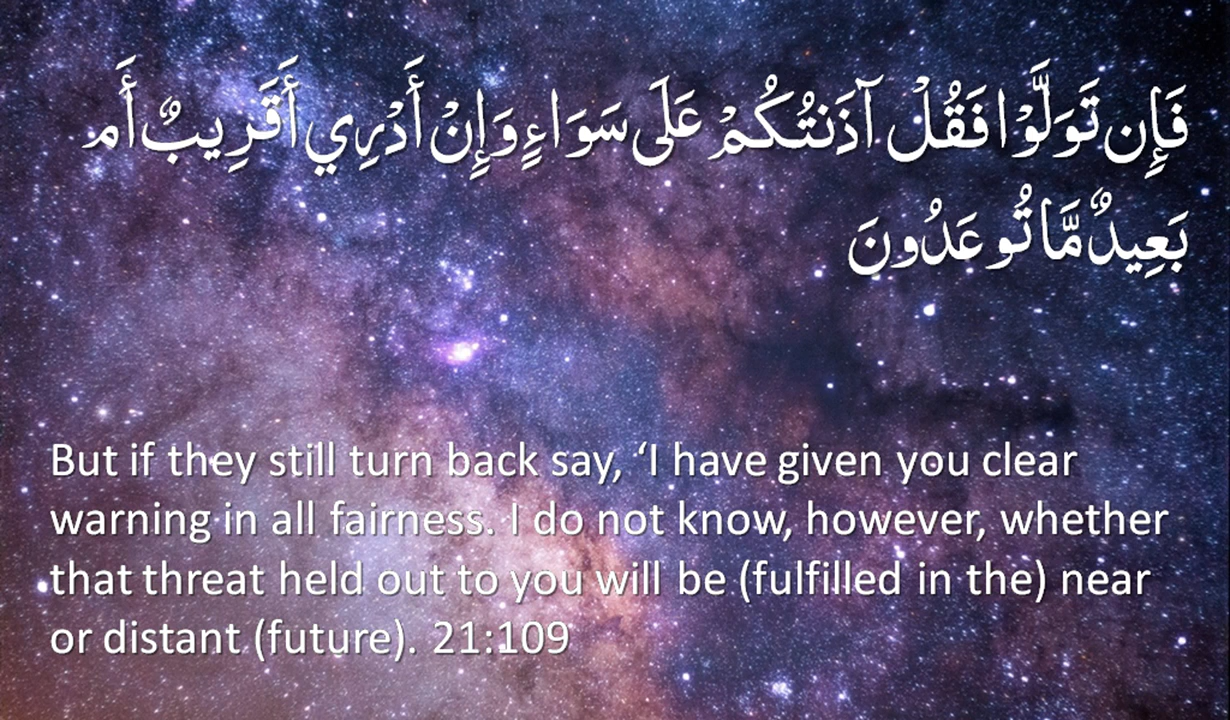 فَإِن تَوَلَّوْا فَقُلْ آذَنتُكُمْ عَلَى سَوَاءٍ وَإِنْ أَدْرِي أَقَرِيبٌ أَم
بَعِيدٌ مَّا تُوعَدُونَ
But if they still turn back say, ‘I have given you clear
warning in all fairness. I do not know, however, whether
that threat held out to you will be (fulfilled in the) near
or distant (future). 21:109